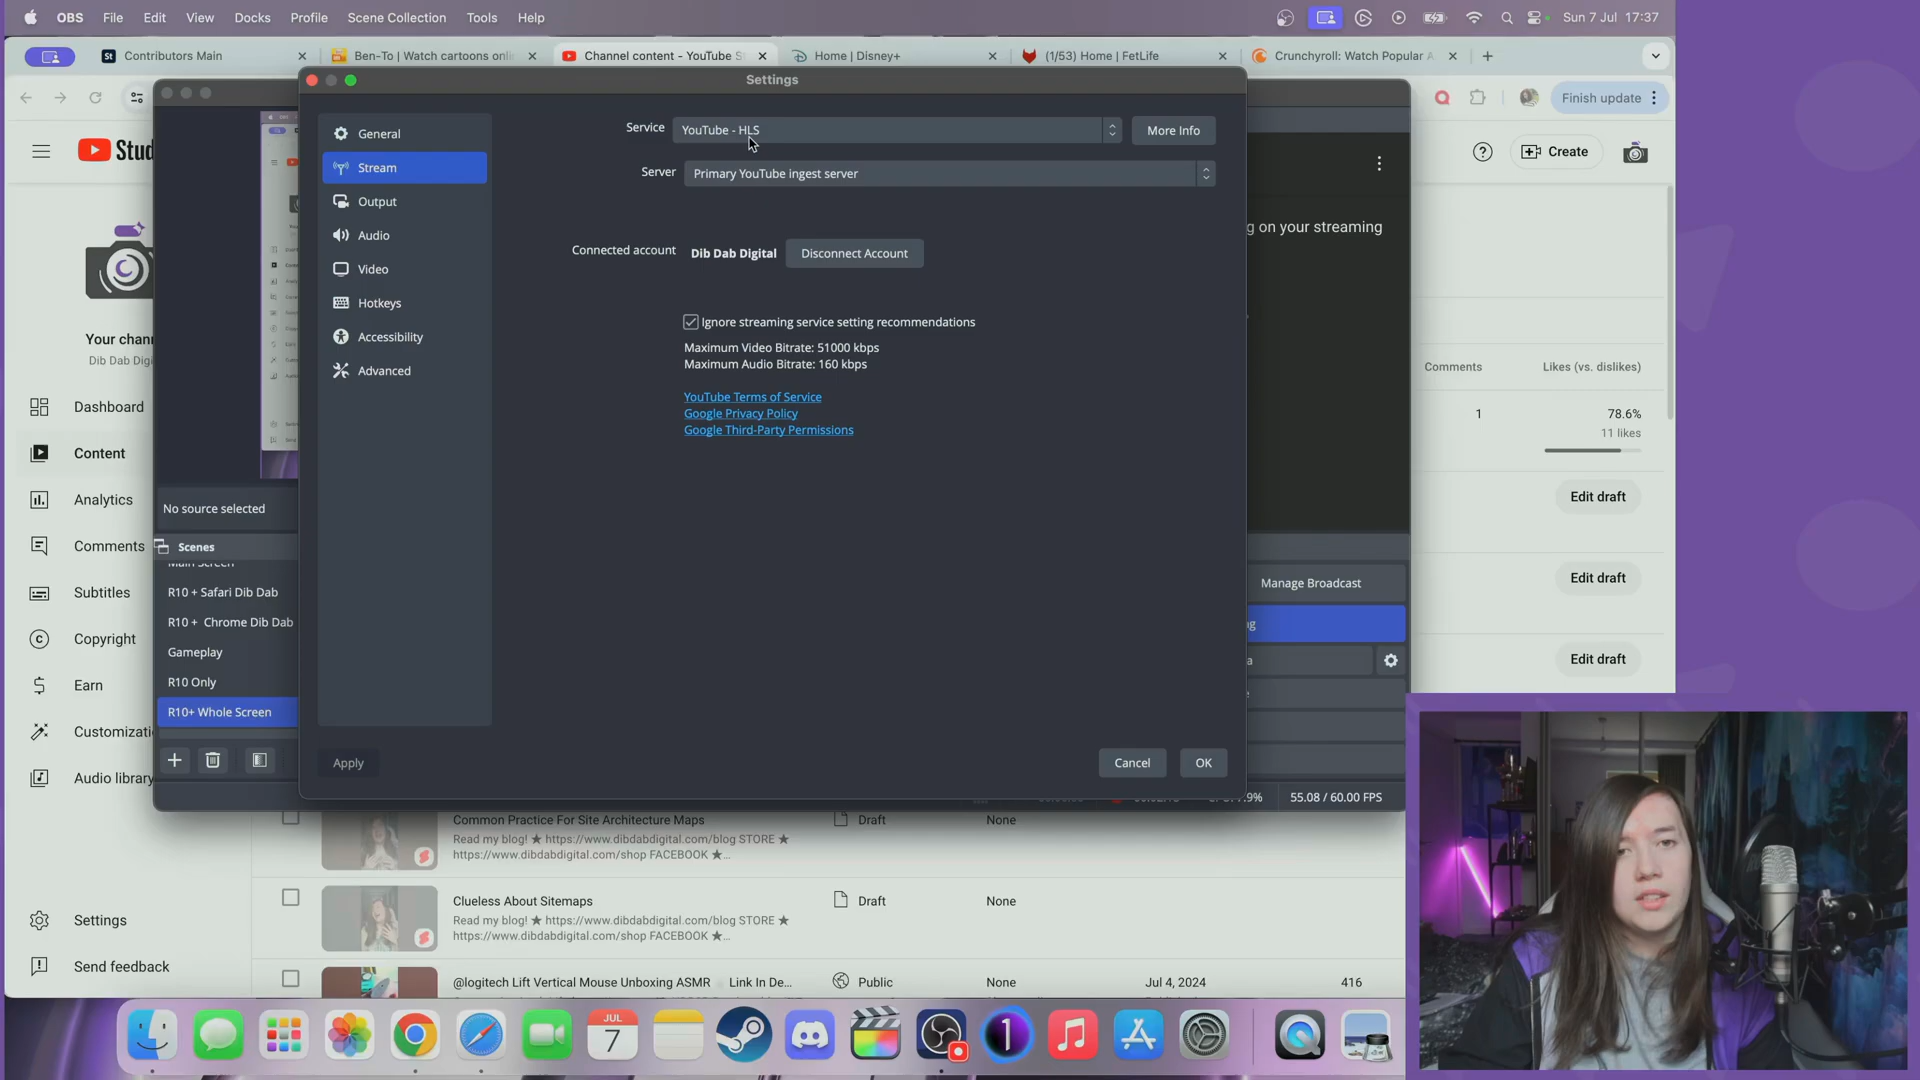 OBS File Edit View Docks Profile Scene Collection Tools Help
Sun 7 Jul 17:37
Contributors Main
Ben-To | Watch cartoons onli
Channel content - YouTube S
Home | Disney+
(1/53) Home | FetLife
Crunchyroll: Watch Popular A
Finish update
Settings
Stud
Create
General
Stream
Output
Audio
Video
Hotkeys
Accessibility
Advanced
Service YouTube - HLS More Info
Server Primary YouTube ingest server
Connected account Dib Dab Digital Disconnect Account
Ignore streaming service setting recommendations
Maximum Video Bitrate: 51000 kbps
Maximum Audio Bitrate: 160 kbps
YouTube Terms of Service
Google Privacy Policy
Google Third-Party Permissions
Apply Cancel OK
g on your streaming
Your chann
Dib Dab Digi
Dashboard
Content
Analytics
Comments
Subtitles
Copyright
Earn
Customizati
Audio library
Settings
Send feedback
No source selected
Scenes
Main Screen
R10 + Safari Dib Dab
R10 + Chrome Dib Dab
Gameplay
R10 Only
R10+ Whole Screen
Manage Broadcast
g
a
e
55.08 / 60.00 FPS
Comments Likes (vs. dislikes)
1 78.6%
11 likes
Edit draft
Edit draft
Edit draft
Common Practice For Site Architecture Maps Draft None
Read my blog! ★ https://www.dibdabdigital.com/blog STORE ★
https://www.dibdabdigital.com/shop FACEBOOK ★...
Clueless About Sitemaps Draft None
Read my blog! ★ https://www.dibdabdigital.com/blog STORE ★
https://www.dibdabdigital.com/shop FACEBOOK ★...
@logitech Lift Vertical Mouse Unboxing ASMR Link In De... Public None Jul 4, 2024 416
JUL
7
1